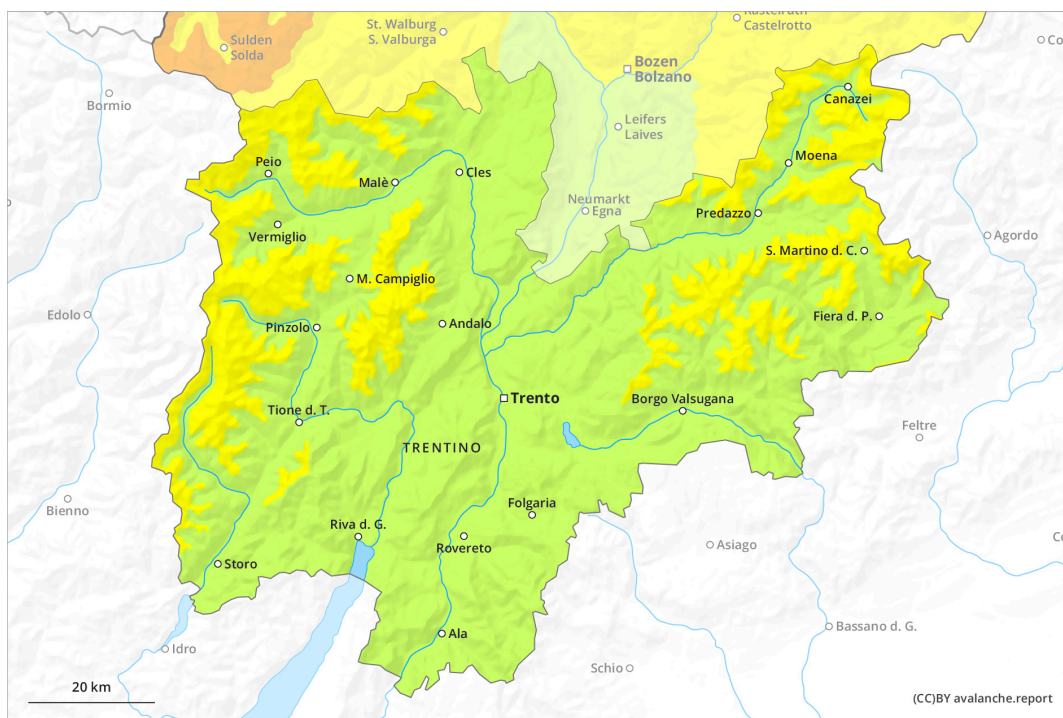 Kastelruth
Castelrotto
St. Walburg
S. Valburga
Sulden
Solda
Co
Bozen
Bolzano
Bormio
Canazei
Leifers
Laives
Moena
Peio
Malè
Cles
Neumarkt
Egna
Predazzo
Vermiglio
Agordo
S. Martino d. C.
M. Campiglio
Edolo
Pinzolo
Andalo
Fiera d. P.
Trento
Borgo Valsugana
Tione d. T.
Feltre
TRENTINO
Bienno
Folgaria
Riva d. G.
Rovereto
Asiago
Storo
Ala
Bassano d. G.
Idro
Schio
20 km
(CC)BY avalanche.report